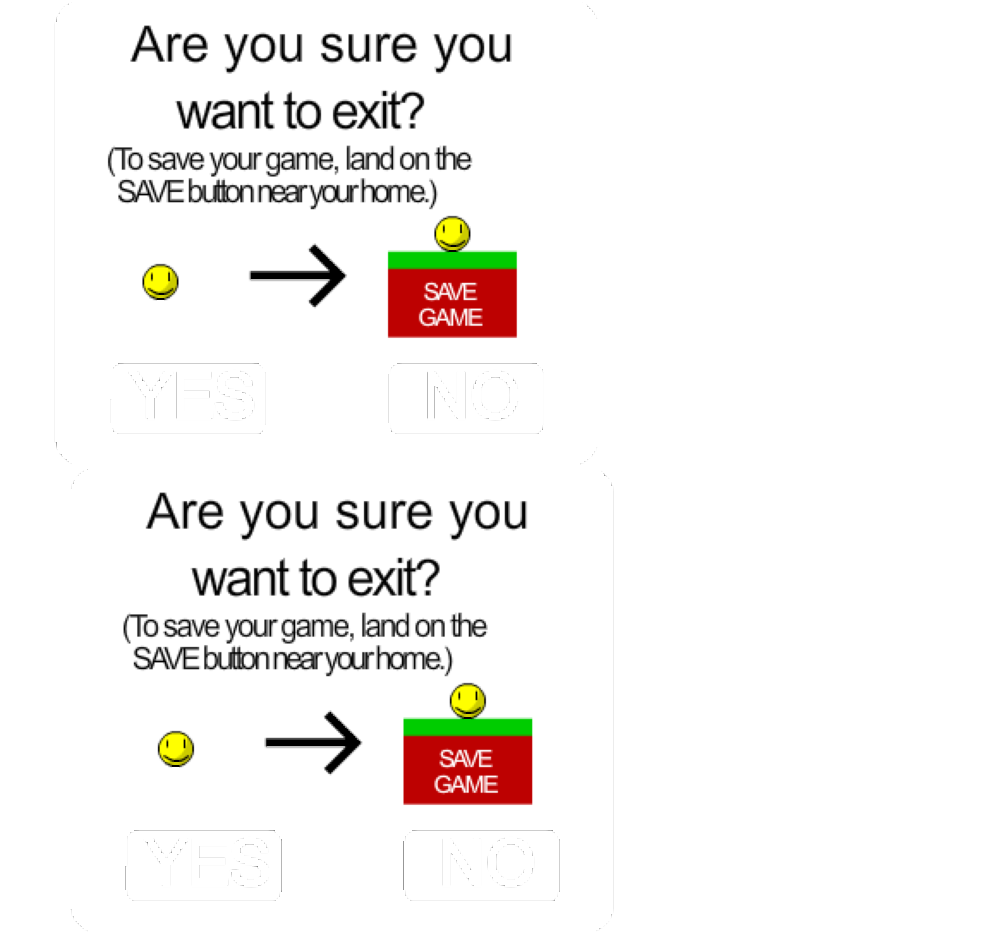 Are you sure you
want to exit?
(To save your game, land on the
SAVE button near your home.)
SAVE
GAME
YES NO
Are you sure you
want to exit?
(To save your game, land on the
SAVE button near your home.)
SAVE
GAME
YES NO